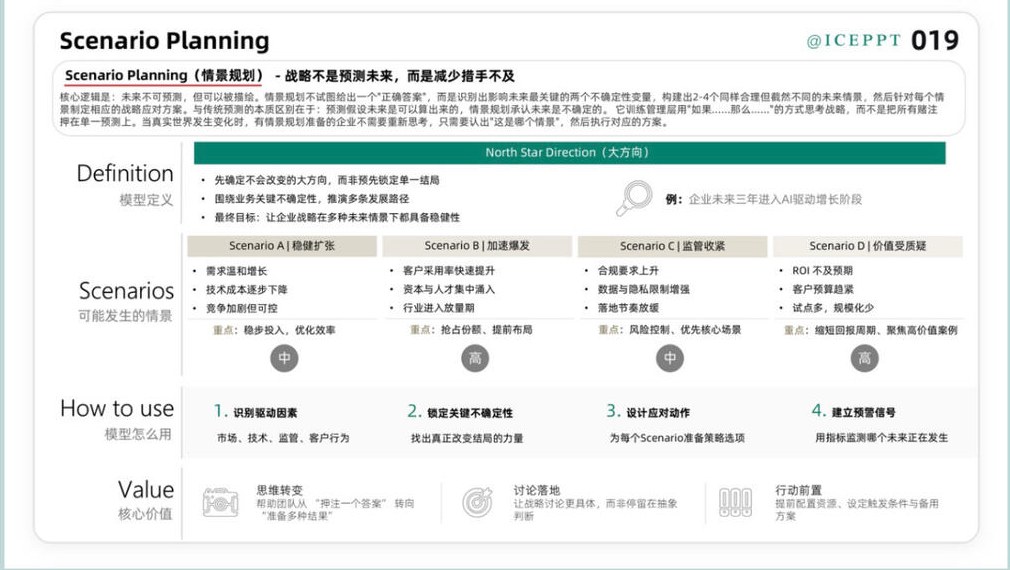 Scenario Planning
@ICEPPT 019
Scenario Planning（情景规划） - 战略不是预测未来，而是减少措手不及
核心逻辑是：未来不可预测，但可以被描绘。情景规划不试图给出一个"正确答案"，而是识别出影响未来最关键的两个不确定性变量，构建出2-4个同样合理但截然不同的未来情景，然后针对每个情
景制定相应的战略应对方案。与传统预测的本质区别在于：预测假设未来是可以算出来的，情景规划承认未来是不确定的。 它训练管理层用"如果……那么……"的方式思考战略，而不是把所有赌注
押在单一预测上。当真实世界发生变化时，有情景规划准备的企业不需要重新思考，只需要认出"这是哪个情景"，然后执行对应的方案。
North Star Direction（大方向）
Definition
模型定义
• 先确定不会改变的大方向，而非预先锁定单一结局
• 围绕业务关键不确定性，推演多条发展路径
• 最终目标：让企业战略在多种未来情景下都具备稳健性
例：企业未来三年进入AI驱动增长阶段
Scenarios
可能发生的情景
Scenario A | 稳健扩张
• 需求温和增长
• 技术成本逐步下降
• 竞争加剧但可控
重点：稳步投入，优化效率
中
Scenario B | 加速爆发
• 客户采用率快速提升
• 资本与人才集中涌入
• 行业进入放量期
重点：抢占份额、提前布局
高
Scenario C | 监管收紧
• 合规要求上升
• 数据与隐私限制增强
• 落地节奏放缓
重点：风险控制、优先核心场景
中
Scenario D | 价值受质疑
• ROI 不及预期
• 客户预算趋紧
• 试点多，规模化少
重点：缩短回报周期、聚焦高价值案例
高
How to use
模型怎么用
1. 识别驱动因素
市场、技术、监管、客户行为
2. 锁定关键不确定性
找出真正改变结局的力量
3. 设计应对动作
为每个Scenario准备策略选项
4. 建立预警信号
用指标监测哪个未来正在发生
Value
核心价值
思维转变
帮助团队从 “押注一个答案” 转向
“准备多种结果”
讨论落地
让战略讨论更具体，而非停留在抽象
判断
行动前置
提前配置资源、设定触发条件与备用
方案